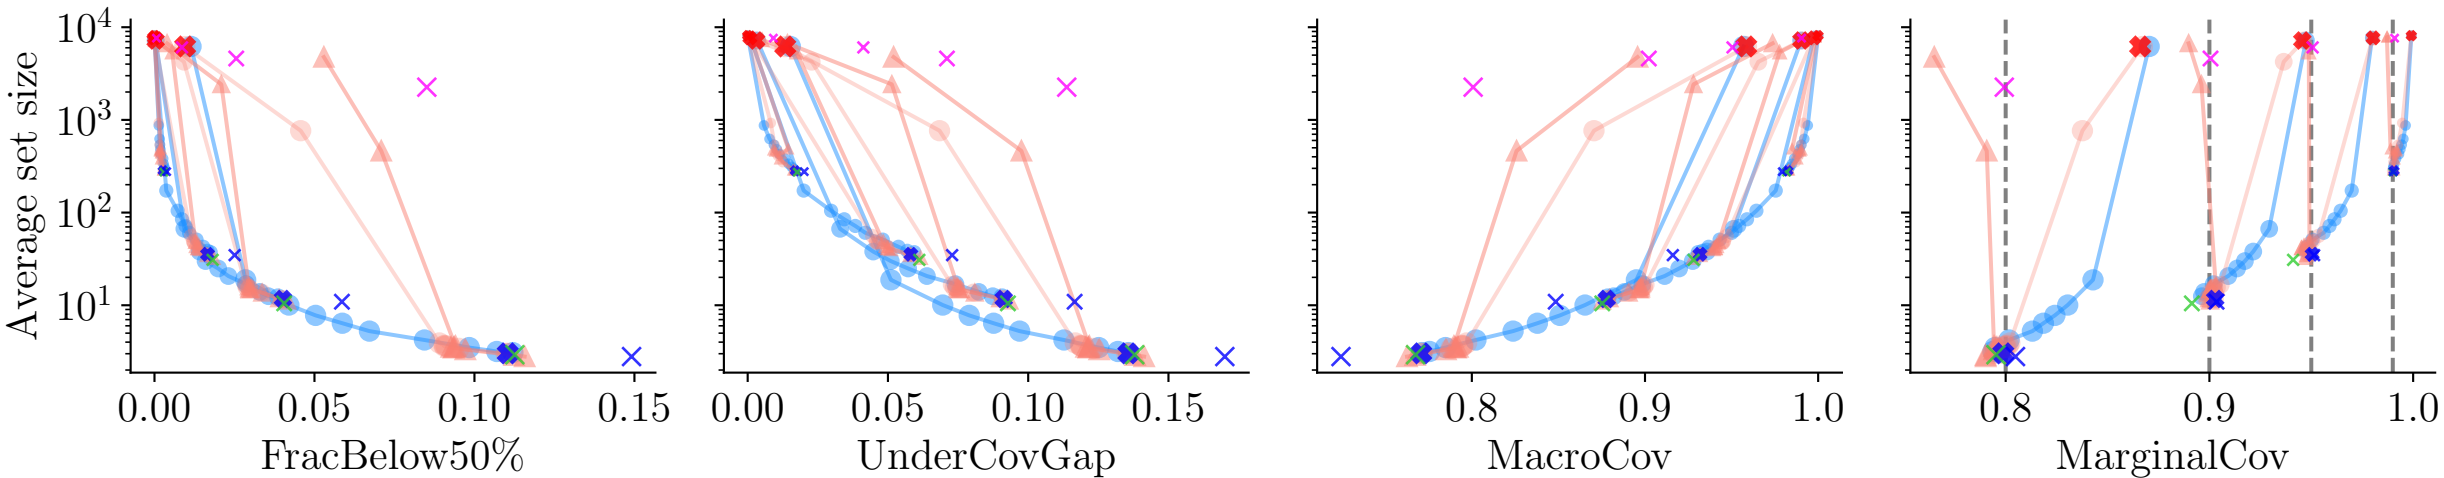 Average set size
10^4
10^3
10^2
10^1
0.00 0.05 0.10 0.15
FracBelow50%
0.00 0.05 0.10 0.15
UnderCovGap
0.8 0.9 1.0
MacroCov
0.8 0.9 1.0
MarginalCov